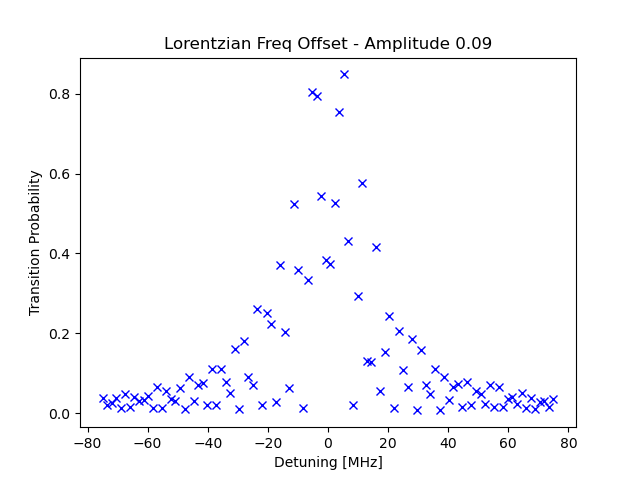 Lorentzian Freq Offset - Amplitude 0.09
Transition Probability
0.8
0.6
0.4
0.2
0.0
−80 −60 −40 −20 0 20 40 60 80
Detuning [MHz]